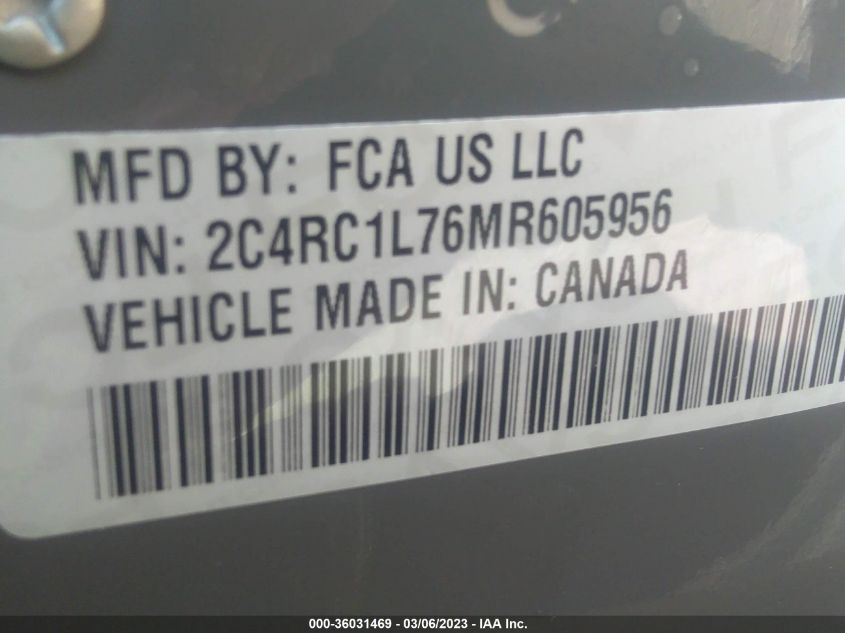 MFD BY: FCA US LLC
VIN: 2C4RC1L76MR605956
VEHICLE MADE IN: CANADA
000-36031469 - 03/06/2023 - IAA Inc.